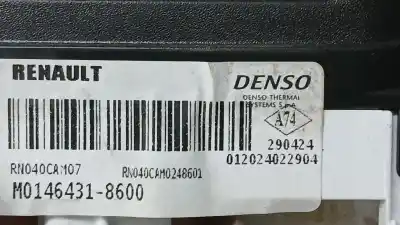 RENAULT
DENSO
DENSO THERMAL
SYSTEMS S.p.A
A74
290424
012024022904
RN040CAM07
RN040CAM0248601
M0146431-8600